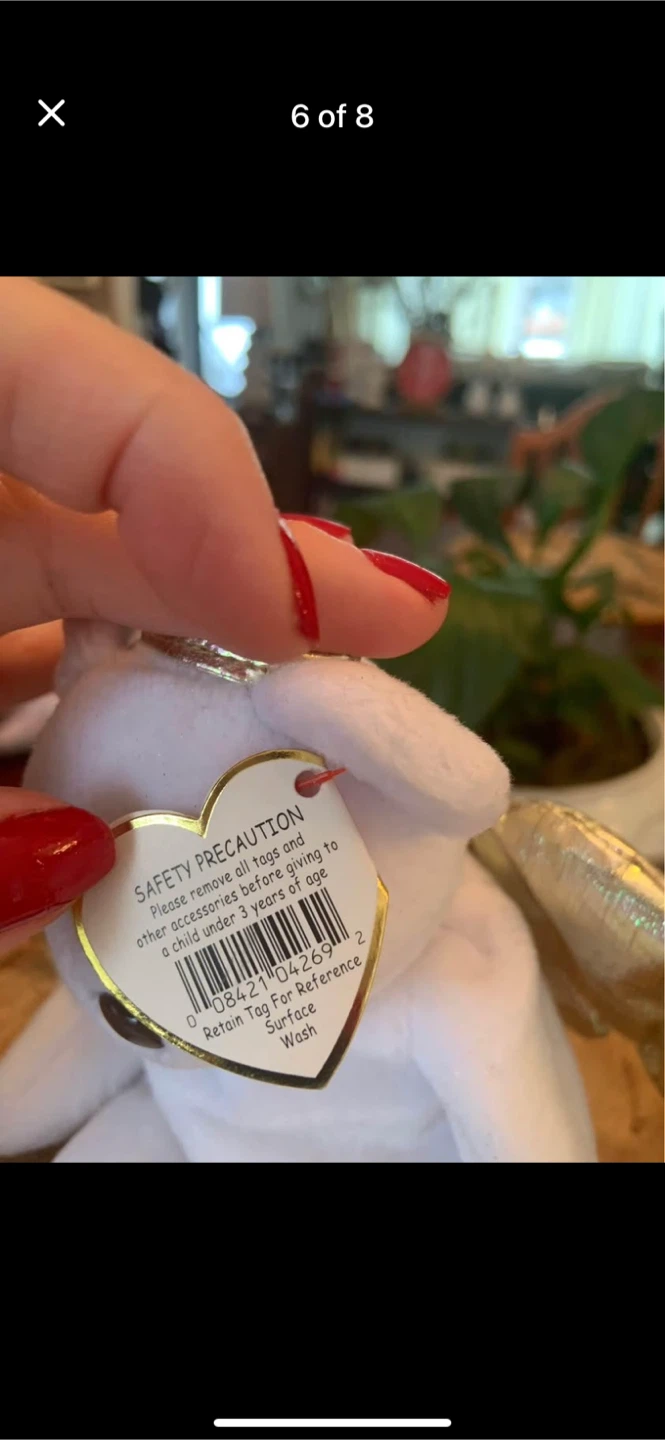 6 of 8
SAFETY PRECAUTION
Please remove all tags and
other accessories before giving to
a child under 3 years of age
0 08421 04269 2
Retain Tag For Reference
Surface
Wash